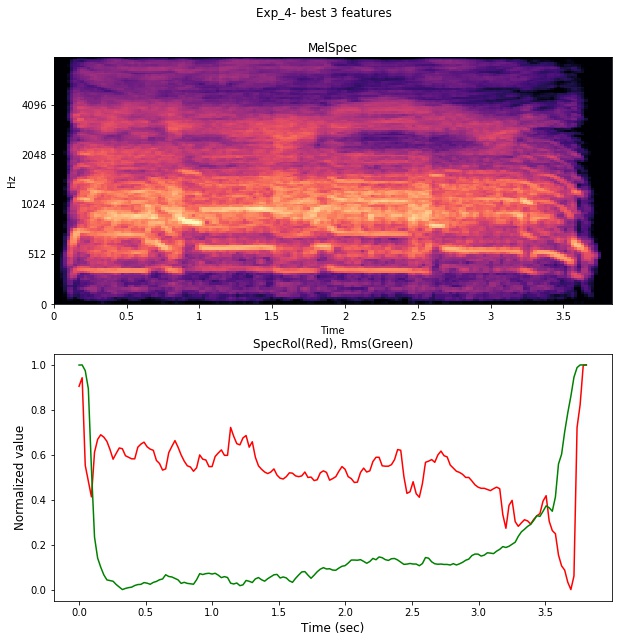 Exp_4- best 3 features
MelSpec
4096
2048
1024
512
0
Hz
0 0.5 1 1.5 2 2.5 3 3.5
Time
SpecRol(Red), Rms(Green)
1.0
0.8
0.6
0.4
0.2
0.0
Normalized value
0.0 0.5 1.0 1.5 2.0 2.5 3.0 3.5
Time (sec)